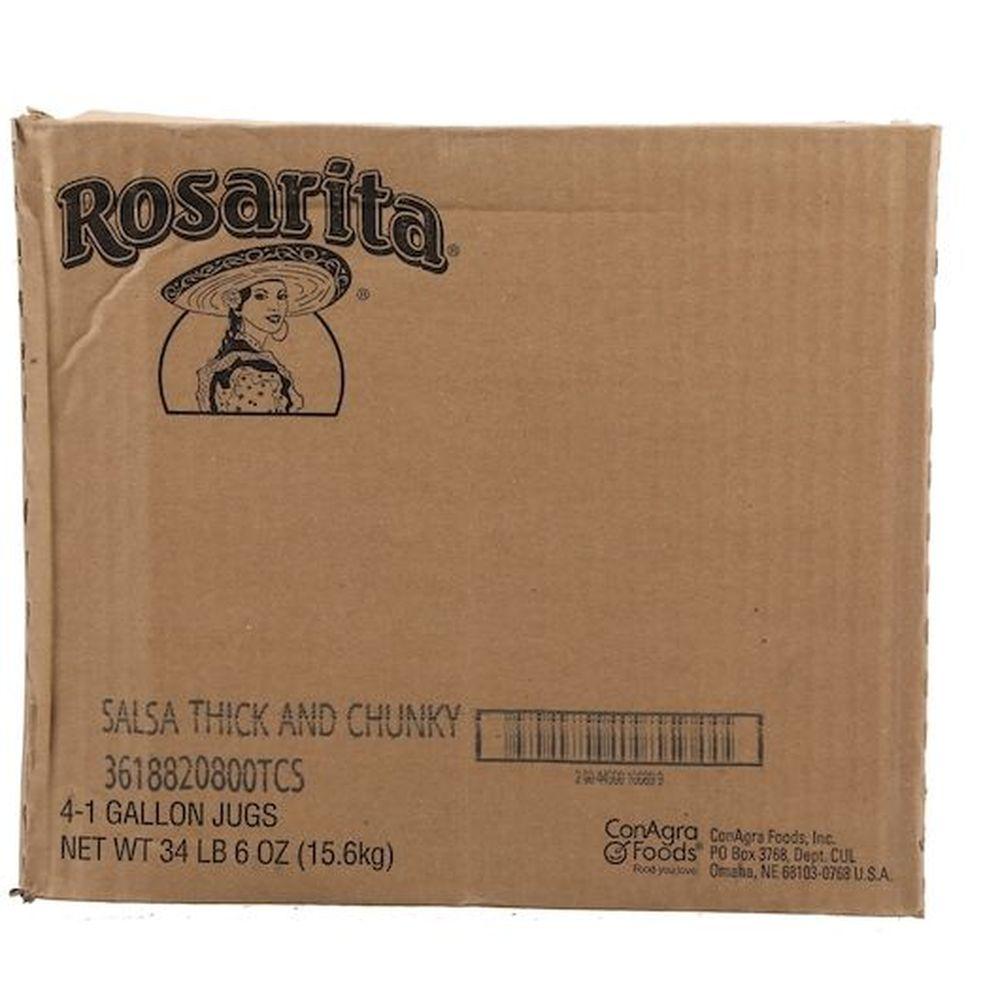 Rosarita®
®
SALSA THICK AND CHUNKY
3618820800TCS
4-1 GALLON JUGS
NET WT 34 LB 6 OZ (15.6kg)
ConAgra
Foods®
Food you love
ConAgra Foods, Inc.
PO Box 3768, Dept. CUL
Omaha, NE 68103-0768 U.S.A.